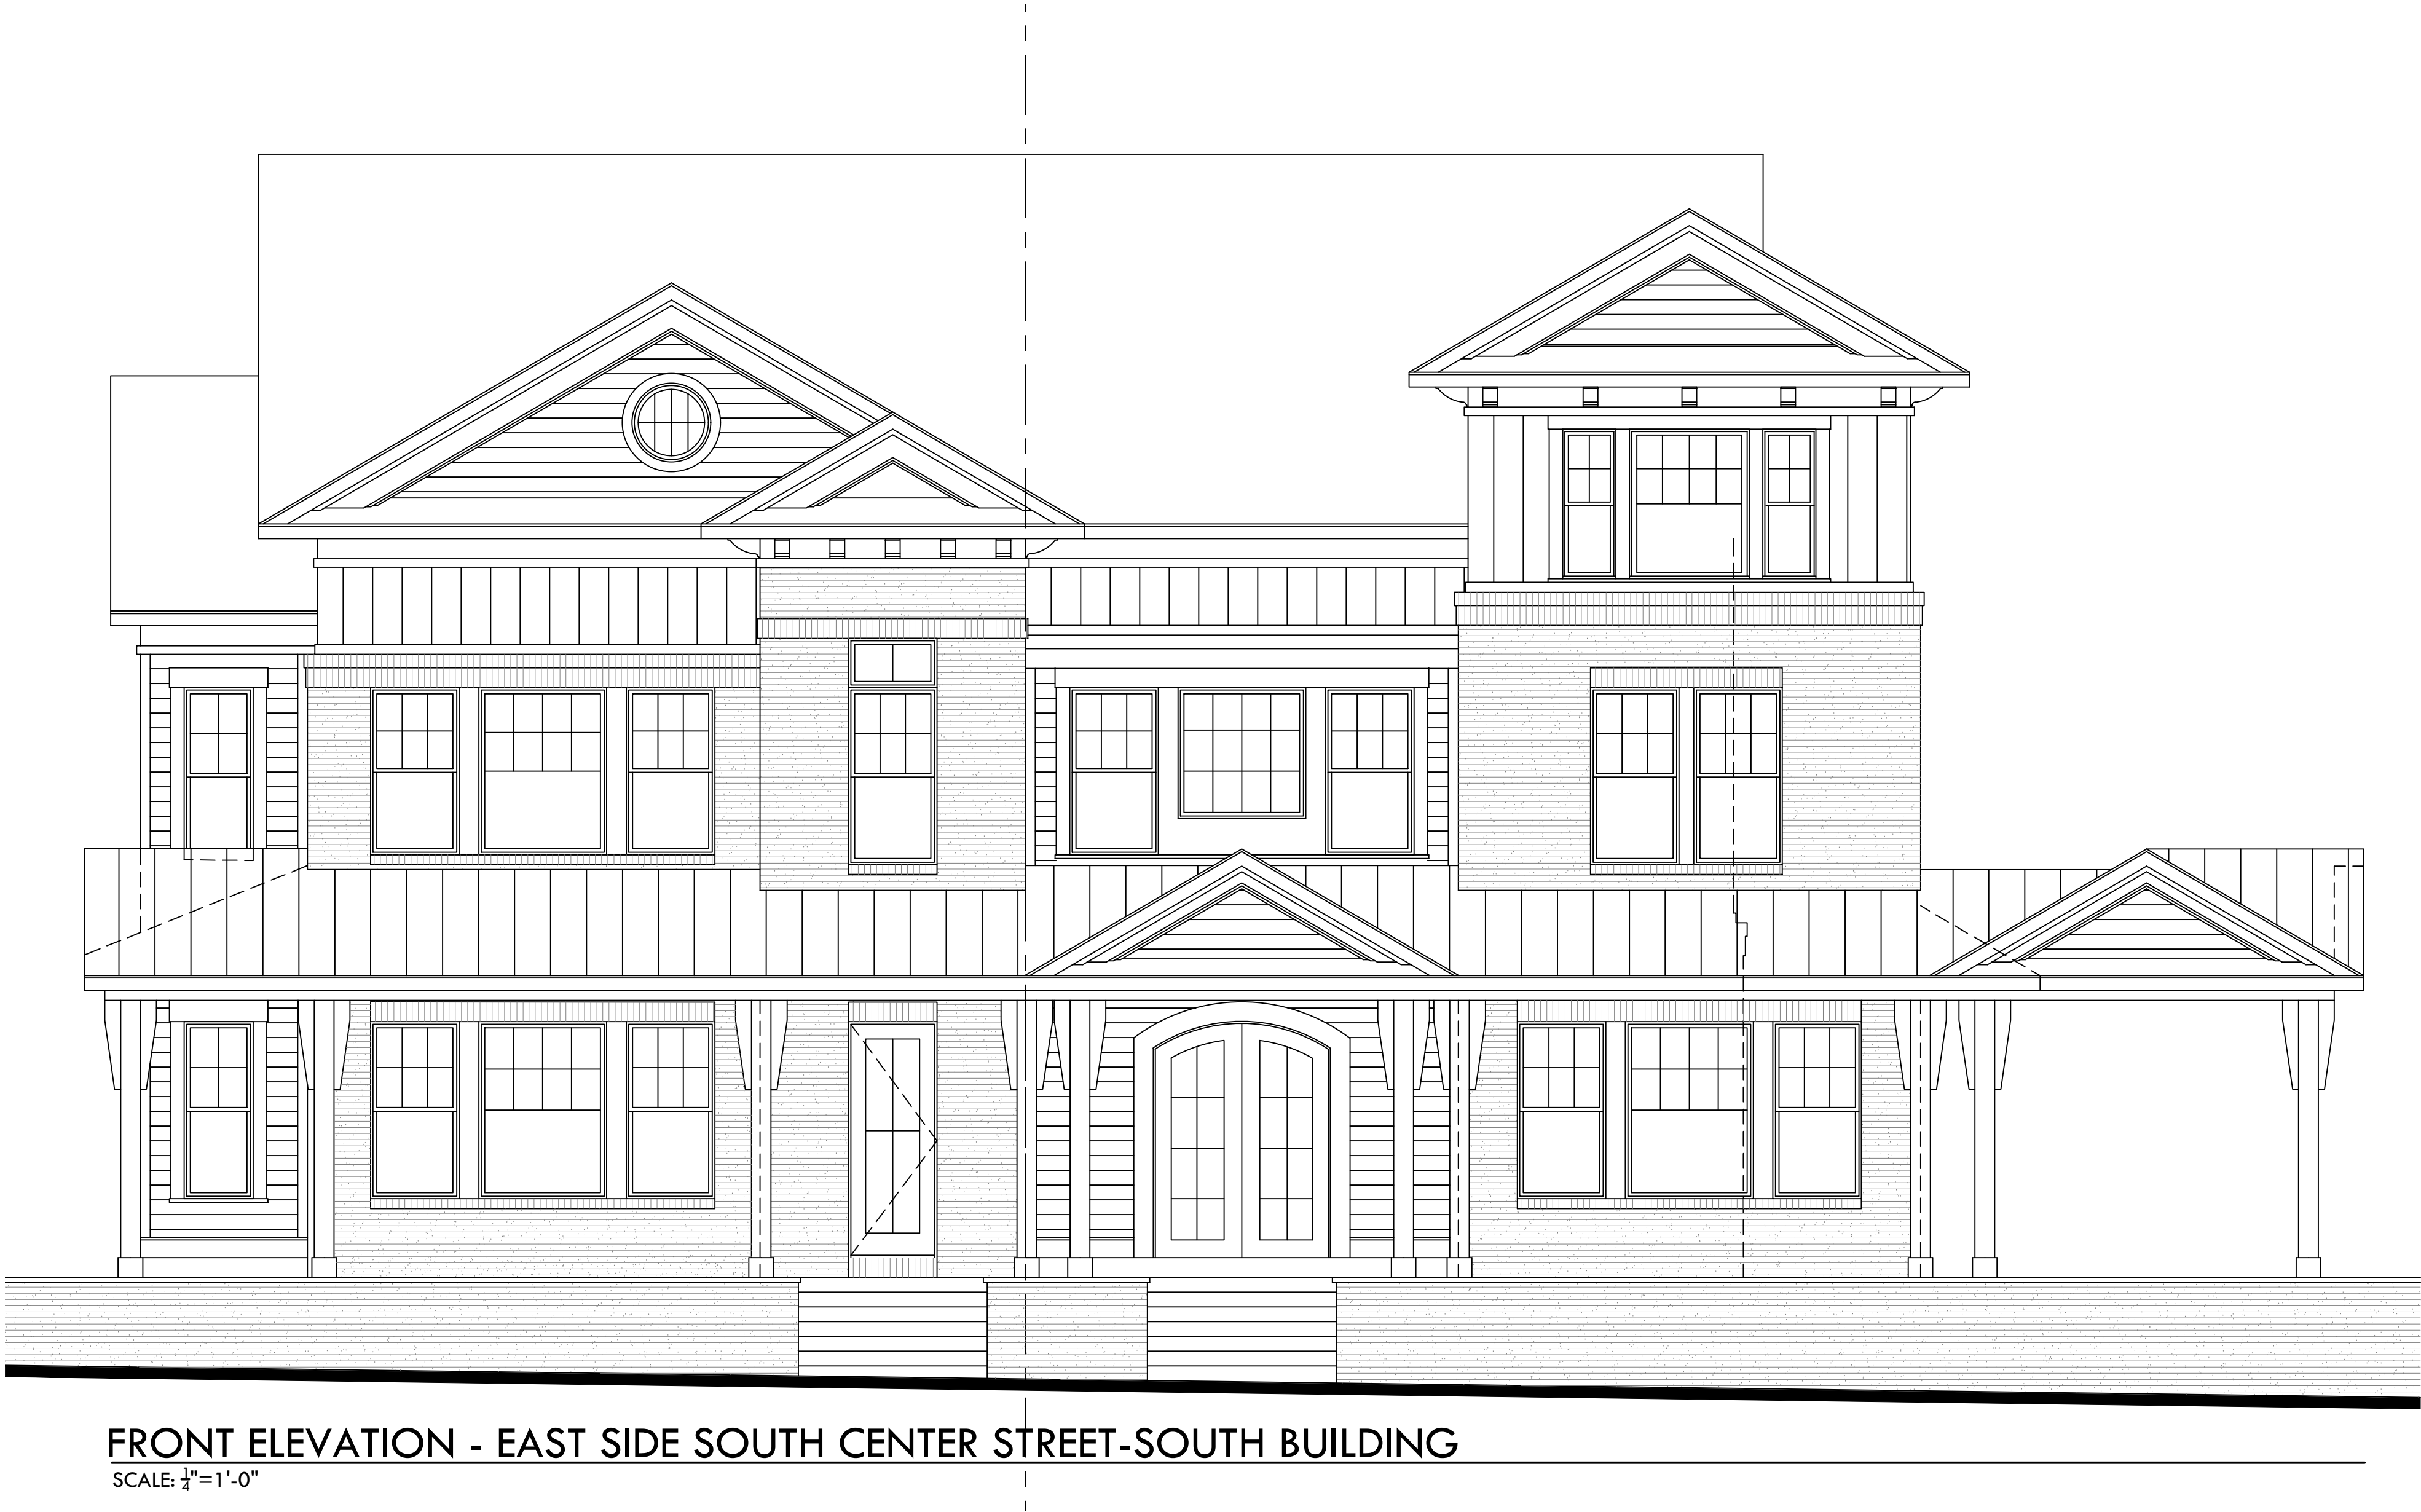 FRONT ELEVATION - EAST SIDE SOUTH CENTER STREET-SOUTH BUILDING
SCALE: 1/4"=1'-0"